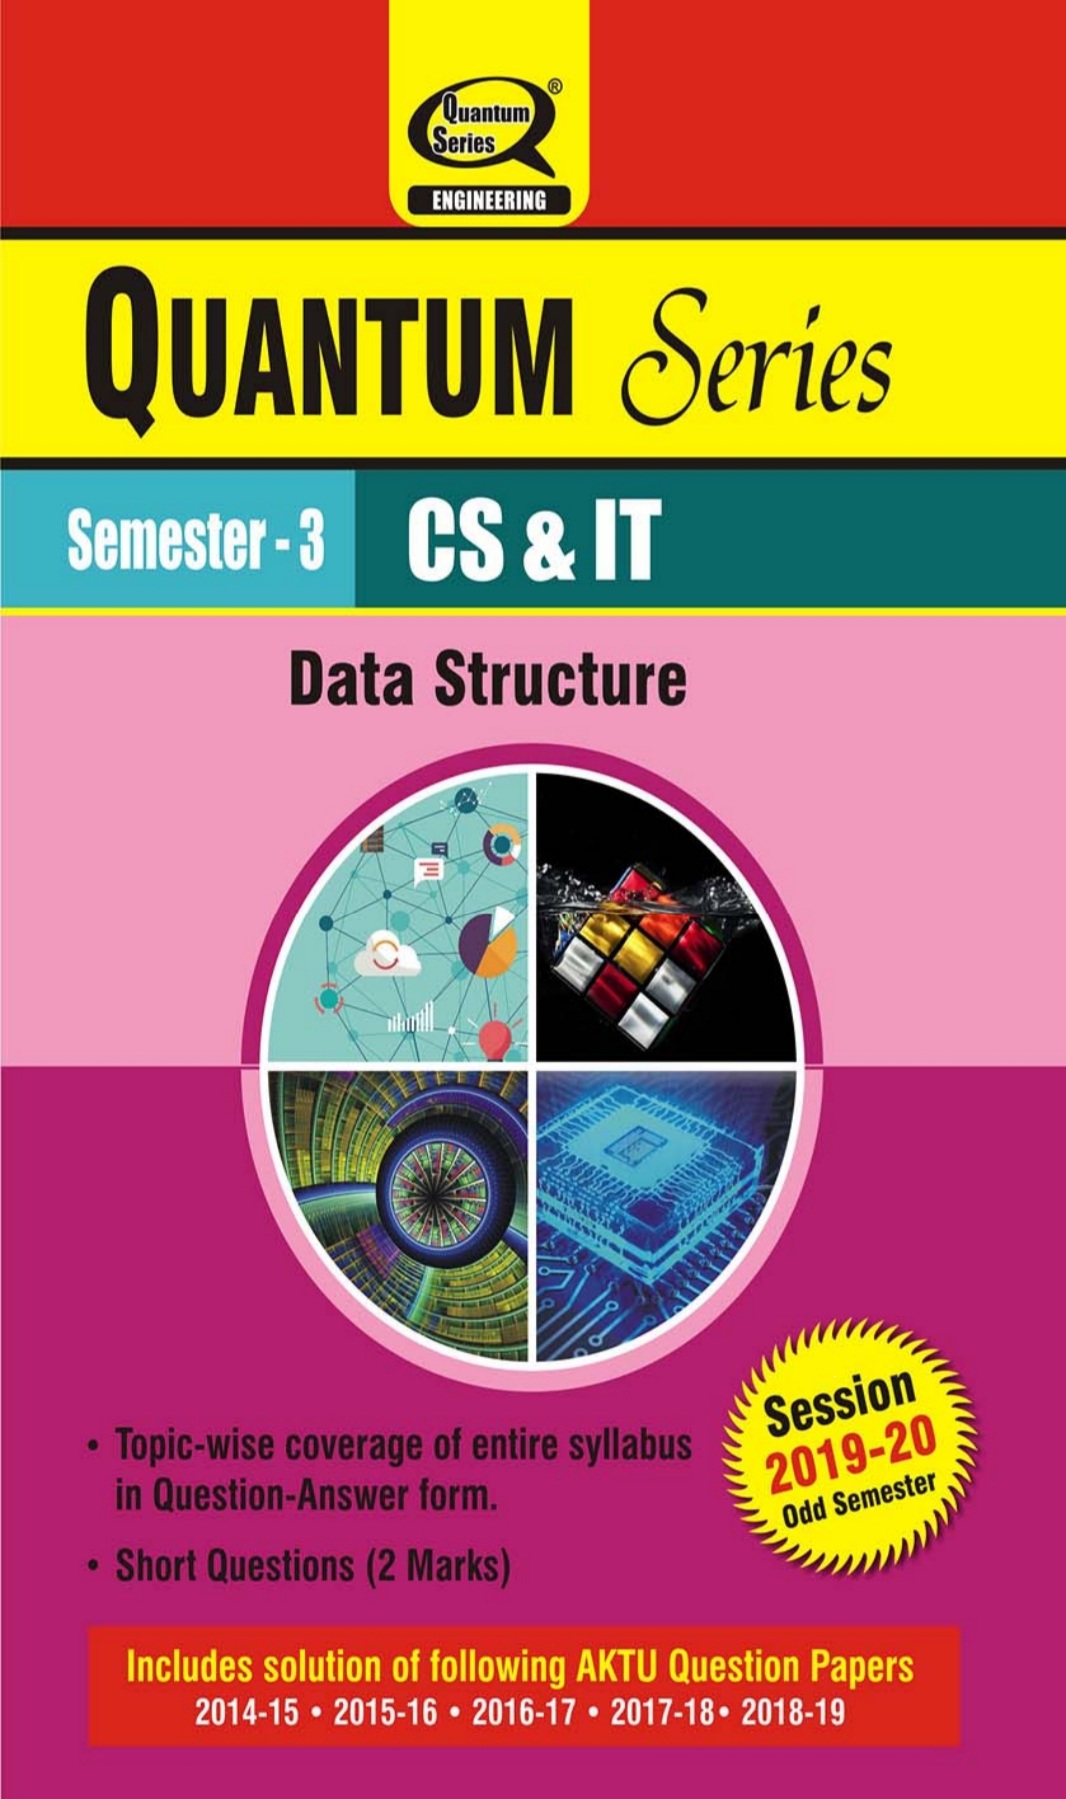 Quantum
Series
®
ENGINEERING
QUANTUM Series
Semester - 3
CS & IT
Data Structure
Session
2019-20
Odd Semester
• Topic-wise coverage of entire syllabus
in Question-Answer form.
• Short Questions (2 Marks)
Includes solution of following AKTU Question Papers
2014-15 • 2015-16 • 2016-17 • 2017-18 • 2018-19